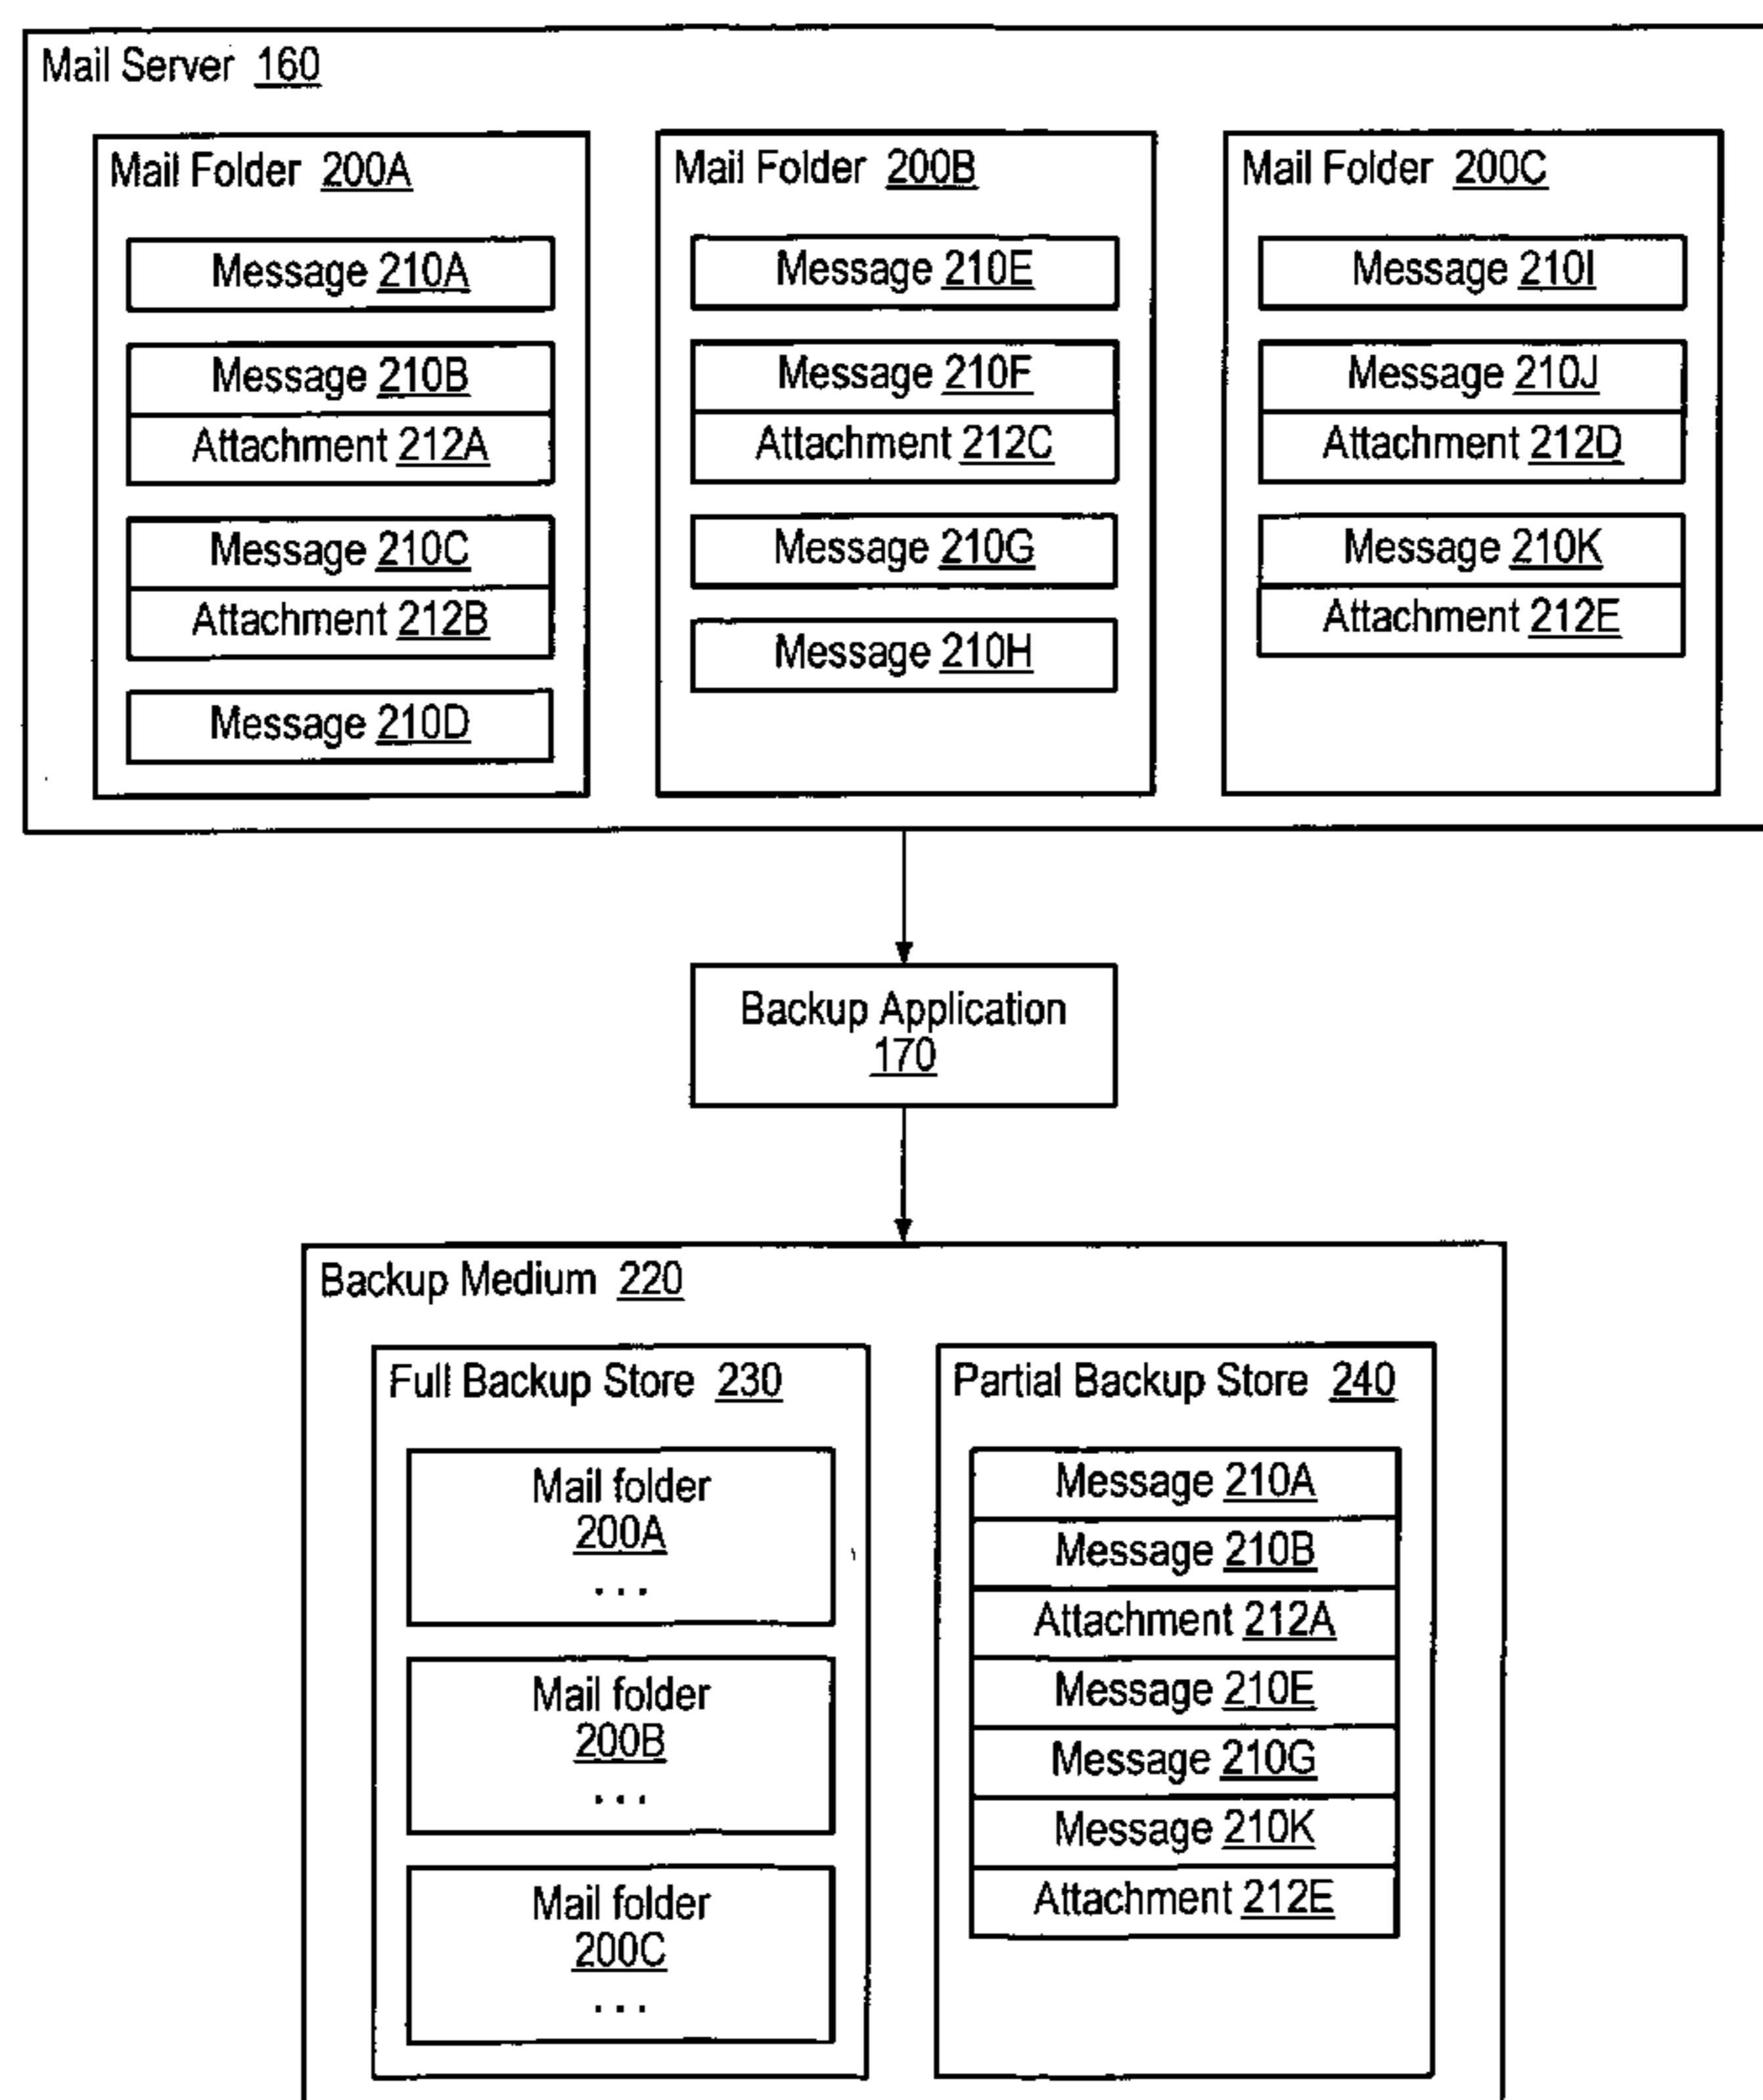 Mail Server 160
Mail Folder 200A
Message 210A
Message 210B
Attachment 212A
Message 210C
Attachment 212B
Message 210D
Mail Folder 200B
Message 210E
Message 210F
Attachment 212C
Message 210G
Message 210H
Mail Folder 200C
Message 210I
Message 210J
Attachment 212D
Message 210K
Attachment 212E
Backup Application
170
Backup Medium 220
Full Backup Store 230
Mail folder
200A
...
Mail folder
200B
...
Mail folder
200C
...
Partial Backup Store 240
Message 210A
Message 210B
Attachment 212A
Message 210E
Message 210G
Message 210K
Attachment 212E